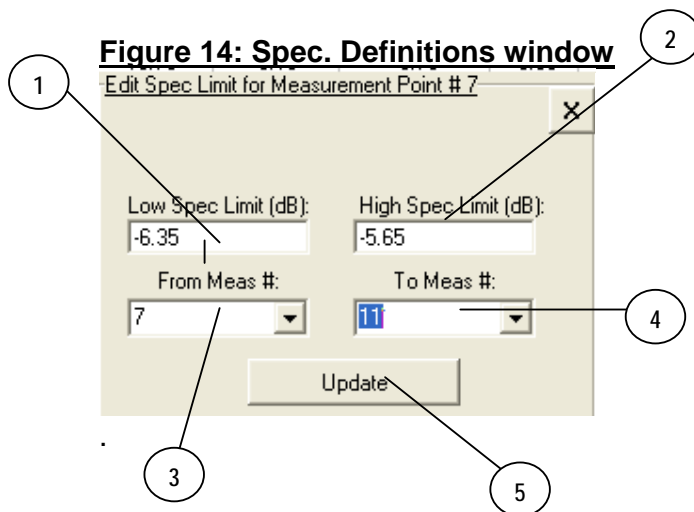 Figure 14: Spec. Definitions window
2
1
Edit Spec Limit for Measurement Point # 7
X
Low Spec Limit (dB):
High Spec Limit (dB):
-6.35
-5.65
From Meas #:
To Meas #:
7
11
4
Update
.
3
5